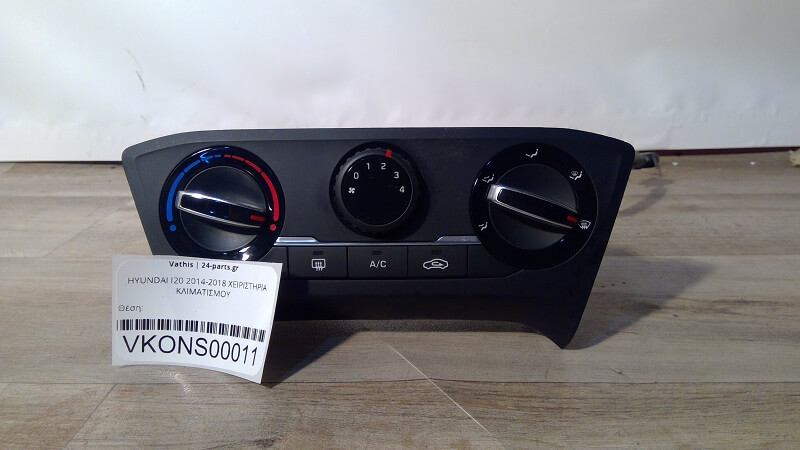 0 1 2 3 4
A/C
Vathis | 24-parts.gr
HYUNDAI I20 2014-2018 ΧΕΙΡΙΣΤΗΡΙΑ
ΚΛΙΜΑΤΙΣΜΟΥ
Θέση:
VKONS00011